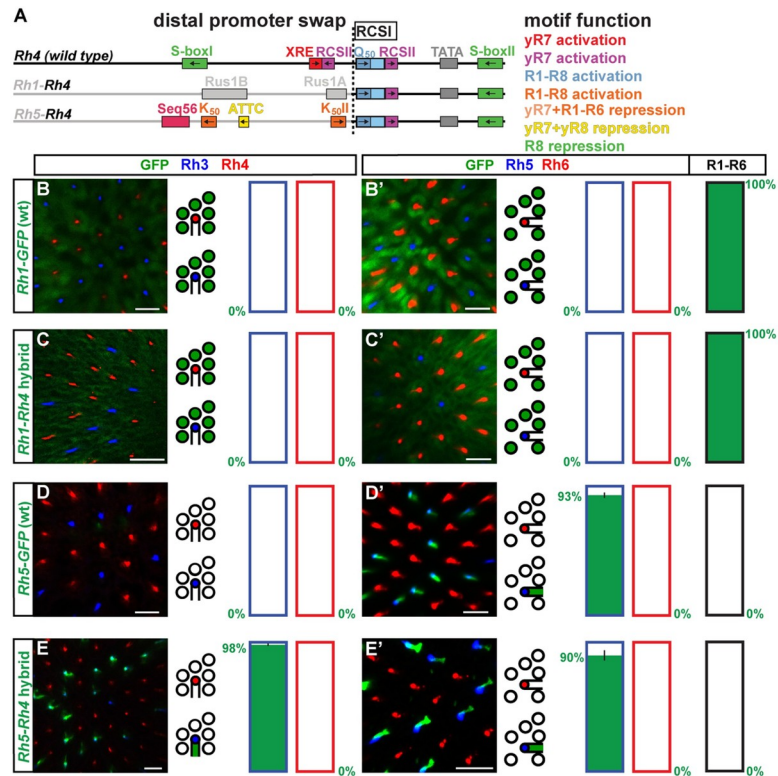 A distal promoter swap RCSI motif function
Rh4 (wild type) S-boxI XRE RCSII Q50 RCSII TATA S-boxII
Rh1-Rh4 Rus1B Rus1A
Rh5-Rh4 Seq56 K50 ATTC K50II
yR7 activation
yR7 activation
R1-R8 activation
R1-R8 activation
yR7+R1-R6 repression
yR7+yR8 repression
R8 repression
GFP Rh3 Rh4 GFP Rh5 Rh6 R1-R6
Rh1-GFP (wt) B 0% 0% B' 0% 0% 100%
Rh1-Rh4 hybrid C 0% 0% C' 0% 0% 100%
Rh5-GFP (wt) D 0% 0% D' 93% 0% 0%
Rh5-Rh4 hybrid E 98% 0% E' 90% 0% 0%